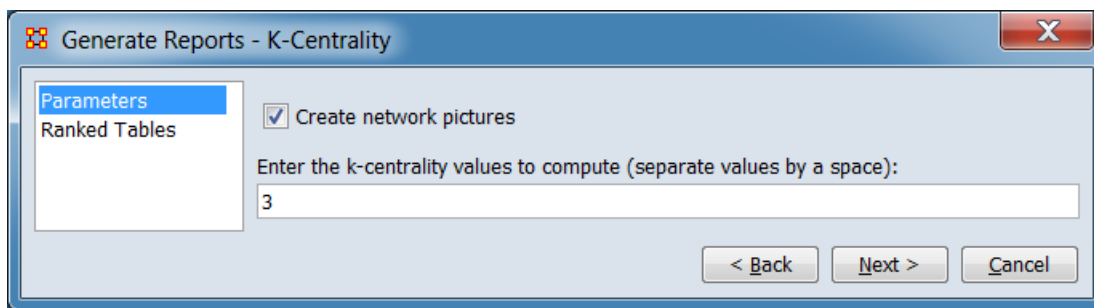 Generate Reports - K-Centrality
X
Parameters
Ranked Tables
Create network pictures
Enter the k-centrality values to compute (separate values by a space):
3
< Back
Next >
Cancel